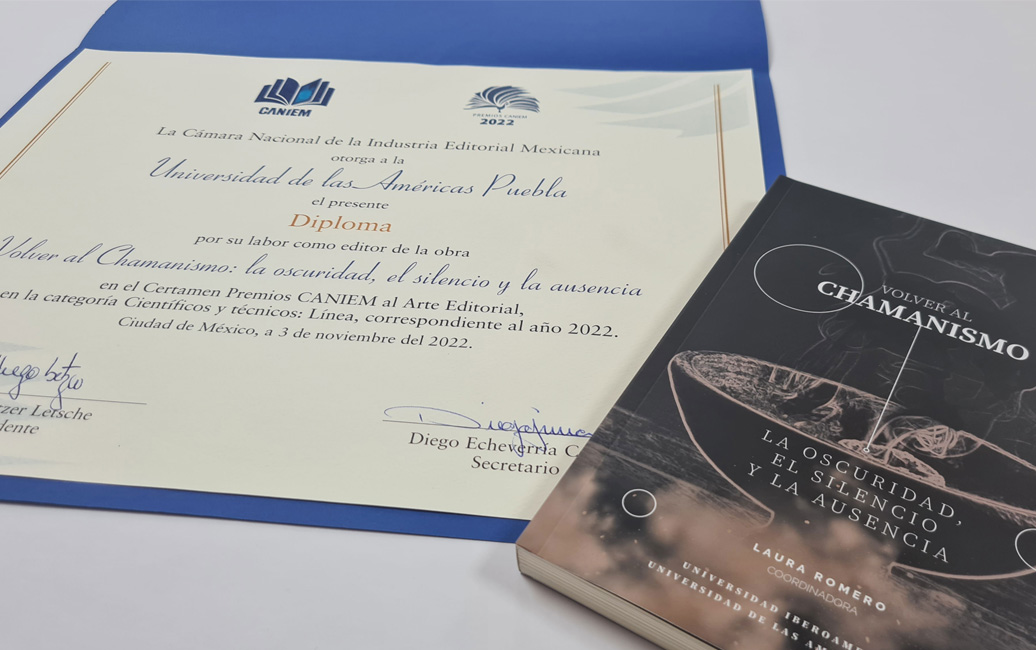 CANIEM
PREMIOS CANIEM
2022
La Cámara Nacional de la Industria Editorial Mexicana
otorga a la
Universidad de las Américas Puebla
el presente
Diploma
por su labor como editor de la obra
Volver al Chamanismo: la oscuridad, el silencio y la ausencia
en el Certamen Premios CANIEM al Arte Editorial,
en la categoría Científicos y técnicos: Línea, correspondiente al año 2022.
Ciudad de México, a 3 de noviembre del 2022.
Letsche
Diego Echeverría
Secretario
VOLVER AL
CHAMANISMO
LA OSCURIDAD,
EL SILENCIO
Y LA AUSENCIA
LAURA ROMERO
COORDINADORA
UNIVERSIDAD
UNIVERSIDAD DE LAS